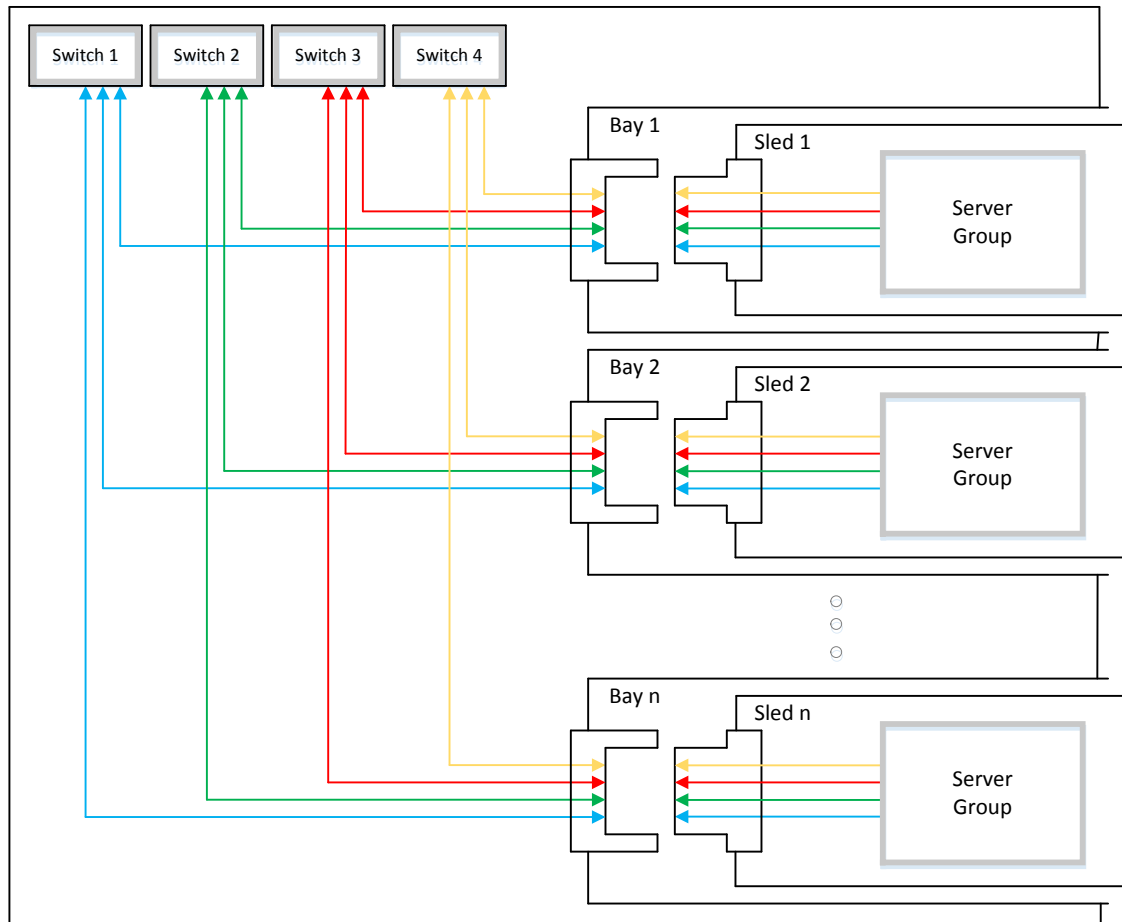 Switch 1
Switch 2
Switch 3
Switch 4
Bay 1
Sled 1
Server
Group
Bay 2
Sled 2
Server
Group
Bay n
Sled n
Server
Group